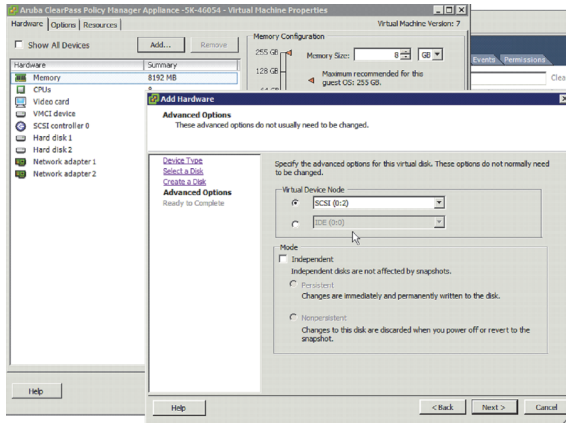 Aruba ClearPass Policy Manager Appliance -5K-46054 - Virtual Machine Properties
Hardware Options Resources
Virtual Machine Version: 7
Show All Devices
Add...
Remove
Hardware Summary
Memory 8192 MB
CPUs
Video card
VMCI device
SCSI controller 0
Hard disk 1
Hard disk 2
Network adapter 1
Network adapter 2
Memory Configuration
255 GB
128 GB
Memory Size: 8 GB
Maximum recommended for this
guest OS: 255 GB.
Events Permissions
Clea
Add Hardware
Advanced Options
These advanced options do not usually need to be changed.
Device Type
Select a Disk
Create a Disk
Advanced Options
Ready to Complete
Specify the advanced options for this virtual disk. These options do not normally need
to be changed.
Virtual Device Node
SCSI (0:2)
IDE (0:0)
Mode
Independent
Independent disks are not affected by snapshots.
Persistent
Changes are immediately and permanently written to the disk.
Nonpersistent
Changes to this disk are discarded when you power off or revert to the
snapshot.
Help
Help
< Back
Next >
Cancel